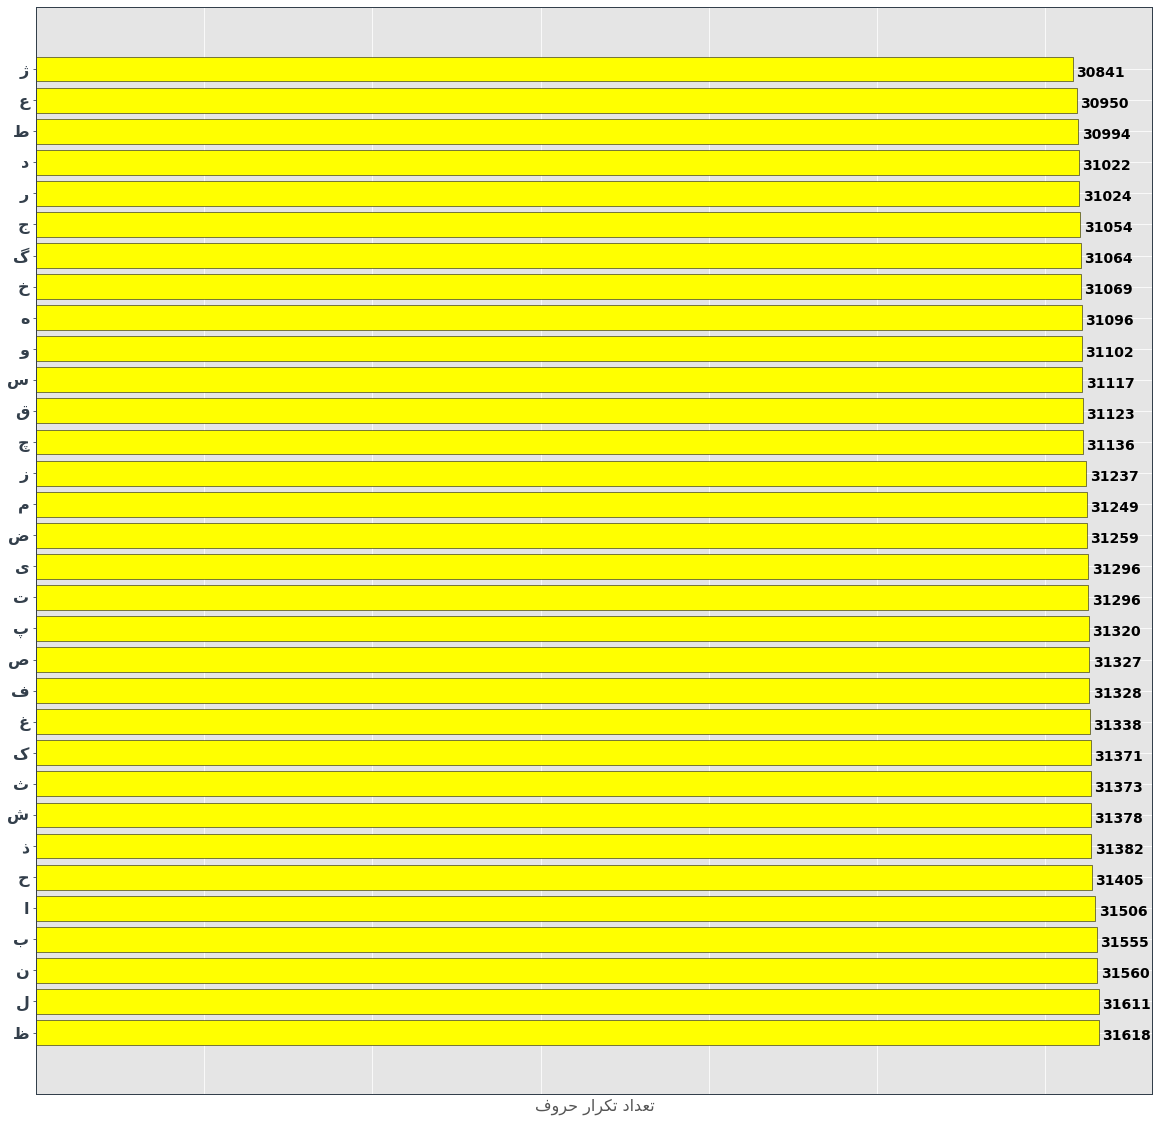 ژ 30841
ع 30950
ط 30994
د 31022
ر 31024
ج 31054
گ 31064
خ 31069
ه 31096
و 31102
س 31117
ق 31123
چ 31136
ز 31237
م 31249
ض 31259
ی 31296
ت 31296
پ 31320
ص 31327
ف 31328
غ 31338
ک 31371
ث 31373
ش 31378
ذ 31382
ح 31405
ا 31506
ب 31555
ن 31560
ل 31611
ظ 31618
تعداد تکرار حروف